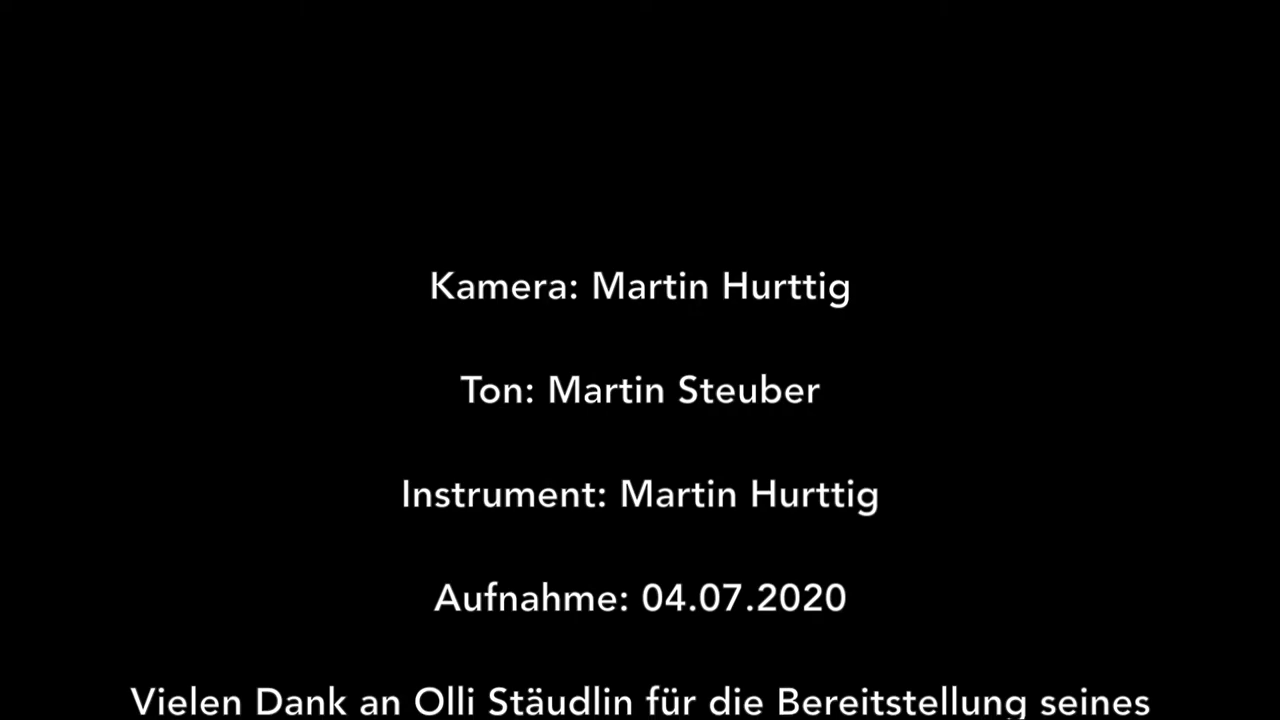 Kamera: Martin Hurttig
Ton: Martin Steuber
Instrument: Martin Hurttig
Aufnahme: 04.07.2020
Vielen Dank an Olli Stäudlin für die Bereitstellung seines